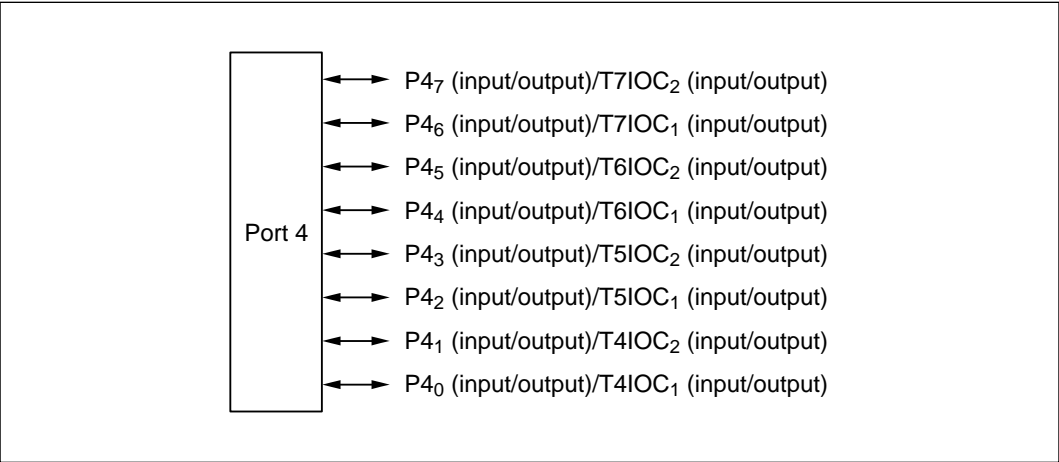 P4₇ (input/output)/T7IOC₂ (input/output)
P4₆ (input/output)/T7IOC₁ (input/output)
P4₅ (input/output)/T6IOC₂ (input/output)
P4₄ (input/output)/T6IOC₁ (input/output)
Port 4
P4₃ (input/output)/T5IOC₂ (input/output)
P4₂ (input/output)/T5IOC₁ (input/output)
P4₁ (input/output)/T4IOC₂ (input/output)
P4₀ (input/output)/T4IOC₁ (input/output)